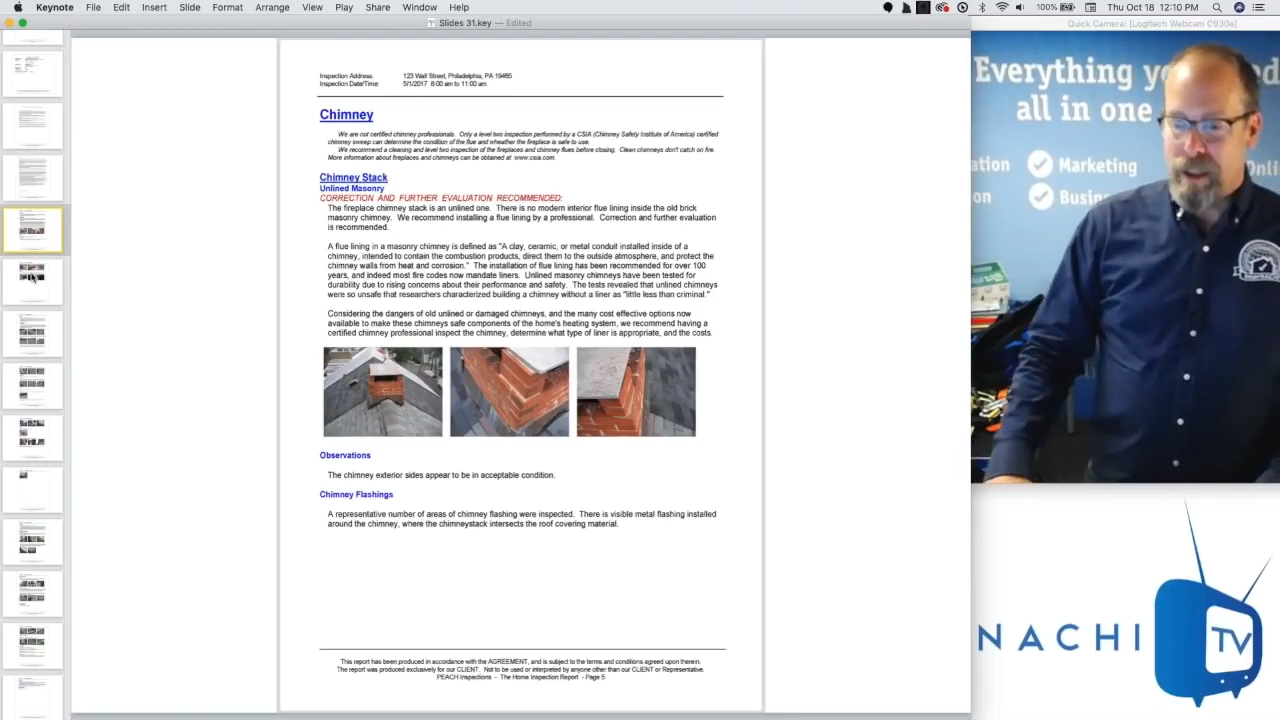 Keynote File Edit Insert Slide Format Arrange View Play Share Window Help
100% Thu Oct 18 12:10 PM
Slides 31.key — Edited
Quick Camera: [Logitech Webcam C930e]
Inspection Address: 123 Wall Street, Philadelphia, PA 19465
Inspection Date/Time: 5/1/2017 8:00 am to 11:00 am
Chimney
We are not certified chimney professionals. Only a level two inspection performed by a CSIA (Chimney Safety Institute of America) certified
chimney sweep can determine the condition of the flue and wheather the fireplace is safe to use.
We recommend a cleaning and level two inspection of the fireplaces and chimney flues before closing. Clean chimneys don't catch on fire.
More information about fireplaces and chimneys can be obtained at www.csia.com.
Chimney Stack
Unlined Masonry
CORRECTION AND FURTHER EVALUATION RECOMMENDED:
The fireplace chimney stack is an unlined one. There is no modern interior flue lining inside the old brick
masonry chimney. We recommend installing a flue lining by a professional. Correction and further evaluation
is recommended.
A flue lining in a masonry chimney is defined as "A clay, ceramic, or metal conduit installed inside of a
chimney, intended to contain the combustion products, direct them to the outside atmosphere, and protect the
chimney walls from heat and corrosion." The installation of flue lining has been recommended for over 100
years, and indeed most fire codes now mandate liners. Unlined masonry chimneys have been tested for
durability due to rising concerns about their performance and safety. The tests revealed that unlined chimneys
were so unsafe that researchers characterized building a chimney without a liner as "little less than criminal."
Considering the dangers of old unlined or damaged chimneys, and the many cost effective options now
available to make these chimneys safe components of the home's heating system, we recommend having a
certified chimney professional inspect the chimney, determine what type of liner is appropriate, and the costs.
Observations
The chimney exterior sides appear to be in acceptable condition.
Chimney Flashings
A representative number of areas of chimney flashing were inspected. There is visible metal flashing installed
around the chimney, where the chimneystack intersects the roof covering material.
This report has been produced in accordance with the AGREEMENT, and is subject to the terms and conditions agreed upon therein.
The report was produced exclusively for our CLIENT. Not to be used or interpreted by anyone other than our CLIENT or Representative.
PEACH Inspections - The Home Inspection Report - Page 5
Everything yo ed
all in one
ation Marketing Onli
on Busin
NACHI TV